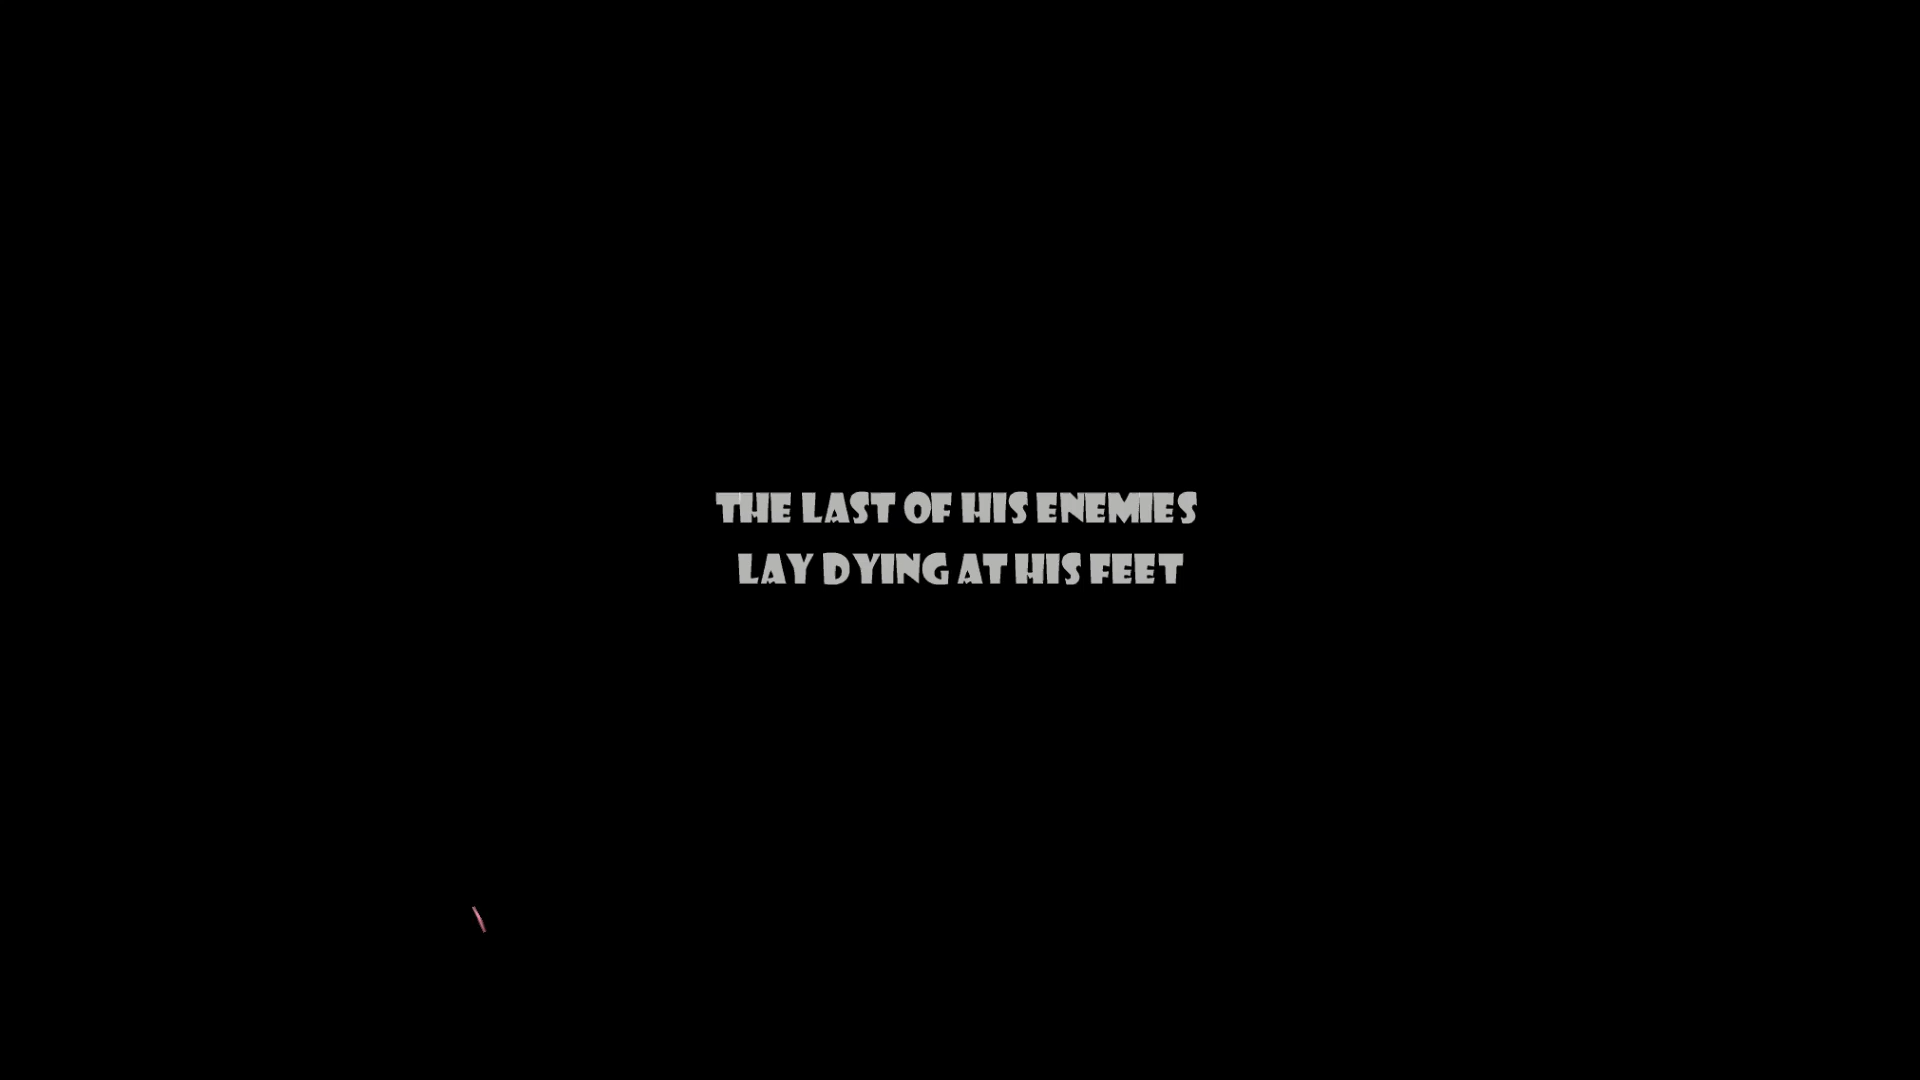 THE LAST OF HIS ENEMIES
LAY DYING AT HIS FEET